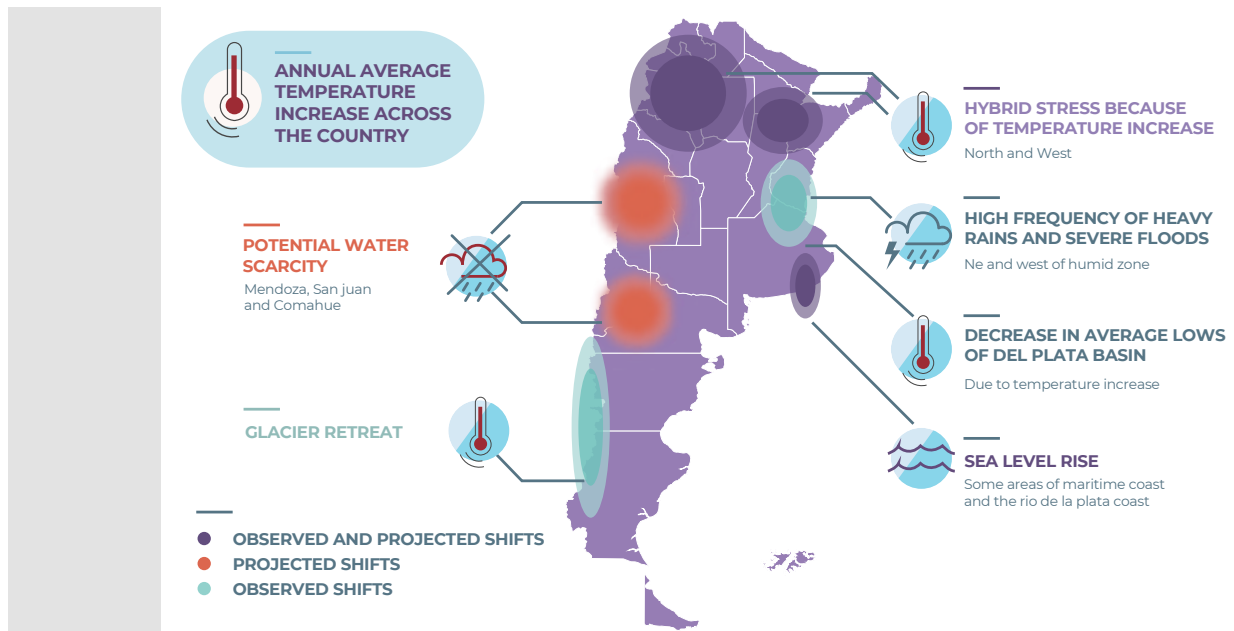 ANNUAL AVERAGE
TEMPERATURE
INCREASE ACROSS
THE COUNTRY
POTENTIAL WATER
SCARCITY
Mendoza, San juan
and Comahue
GLACIER RETREAT
OBSERVED AND PROJECTED SHIFTS
PROJECTED SHIFTS
OBSERVED SHIFTS
HYBRID STRESS BECAUSE
OF TEMPERATURE INCREASE
North and West
HIGH FREQUENCY OF HEAVY
RAINS AND SEVERE FLOODS
Ne and west of humid zone
DECREASE IN AVERAGE LOWS
OF DEL PLATA BASIN
Due to temperature increase
SEA LEVEL RISE
Some areas of maritime coast
and the rio de la plata coast